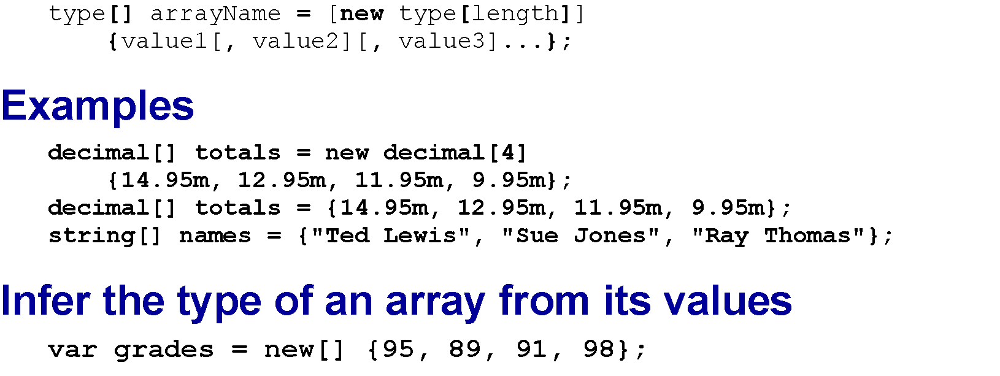 type[] arrayName = [new type[length]]
{value1[, value2][, value3]...};
Examples
decimal[] totals = new decimal[4]
{14.95m, 12.95m, 11.95m, 9.95m};
decimal[] totals = {14.95m, 12.95m, 11.95m, 9.95m};
string[] names = {"Ted Lewis", "Sue Jones", "Ray Thomas"};
Infer the type of an array from its values
var grades = new[] {95, 89, 91, 98};